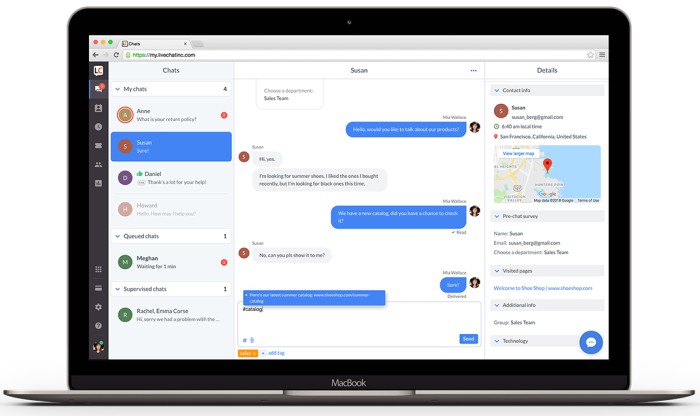 Chats
https://my.livechatinc.com
LC
Chats
My chats
4
Anne
What is your return policy?
Susan
Sure!
Daniel
Thank's a lot for your help!
Howard
Hello. How may I help you?
Queued chats
1
Meghan
Waiting for 1 min
Supervised chats
1
Rachel, Emma Corse
Hi, sorry we had a problem with the ...
Susan
Choose a department:
Sales Team
Mia Wallace
Hello, would you like to talk about our products?
Susan
Hi, yes.
I'm looking for summer shoes. I liked the ones I bought
recently, but I'm looking for black ones this time.
Mia Wallace
We have a new catalog, did you have a chance to check
it?
✓ Read
Susan
No, can you pls show it to me?
Mia Wallace
Sure!
Delivered
Here's our latest summer catalog: www.shoeshop.com/summer-
catalog
#catalog
#
Send
sales
+ add tag
Details
Contact info
Susan
susan_berg@gmail.com
6:40 am local time
San Francisco, California, United States
View larger map
HUNTERS POINT
Google
Map data ©2018 Google
Terms of Use
Pre-chat survey
Name: Susan
Email: susan_berg@gmail.com
Choose a department: Sales Team
Visited pages
Welcome to Shoe Shop | www.shoeshop.com
Additional info
Group: Sales Team
Technology
MacBook